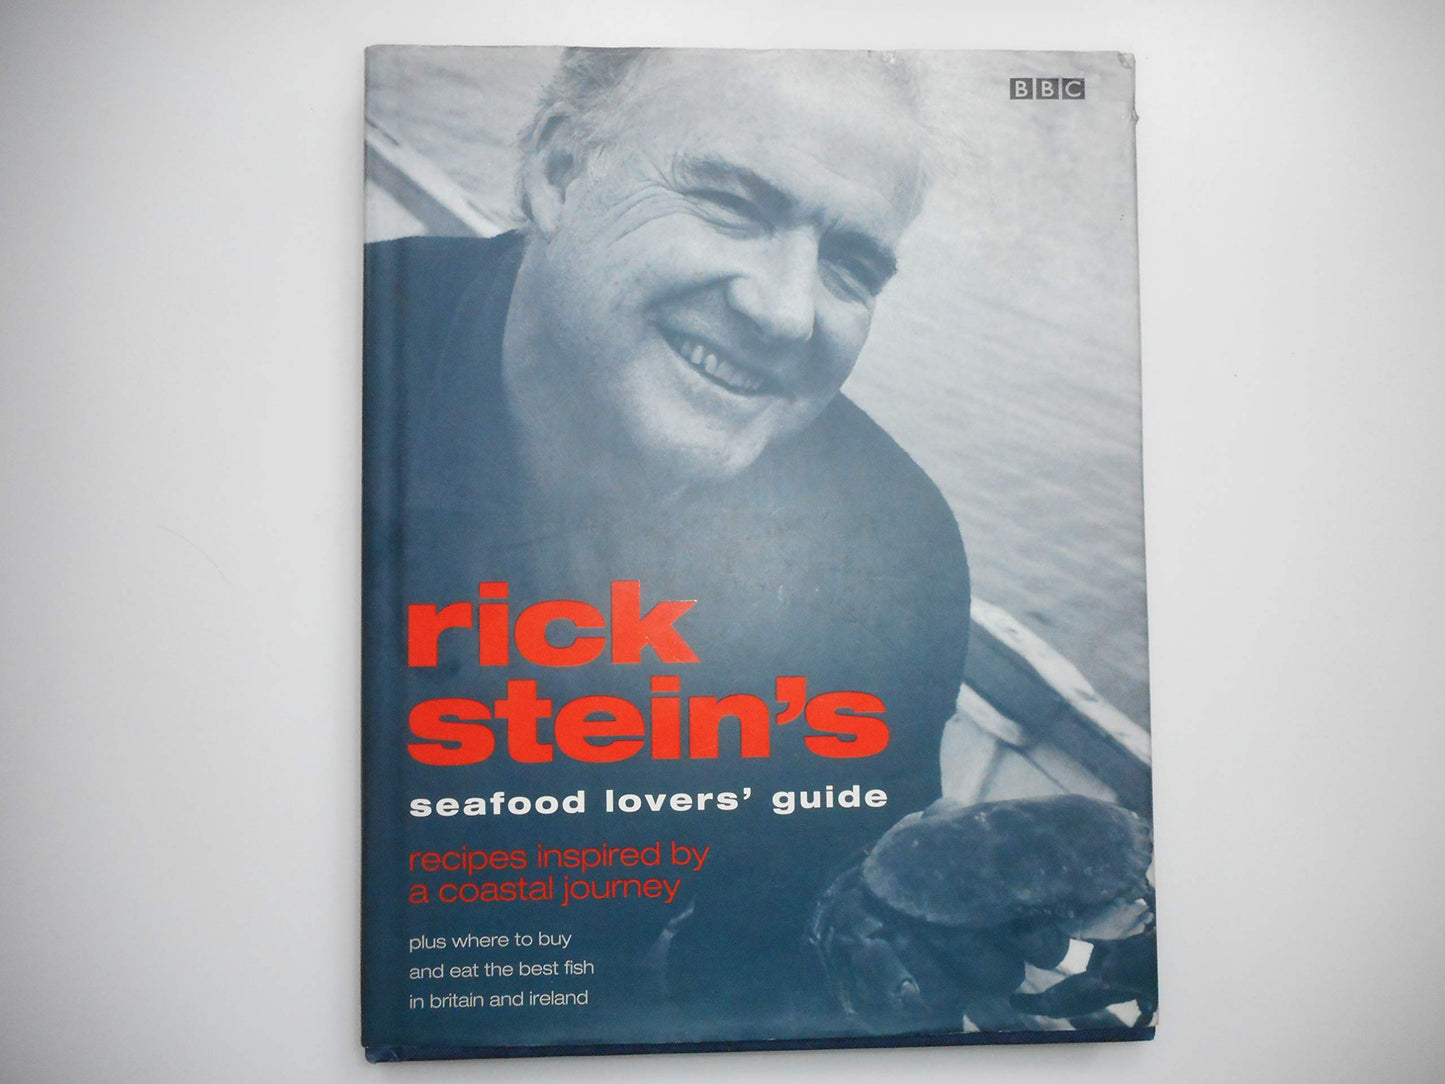 BBC
rick
stein's
seafood lovers' guide
recipes inspired by
a coastal journey
plus where to buy
and eat the best fish
in britain and ireland